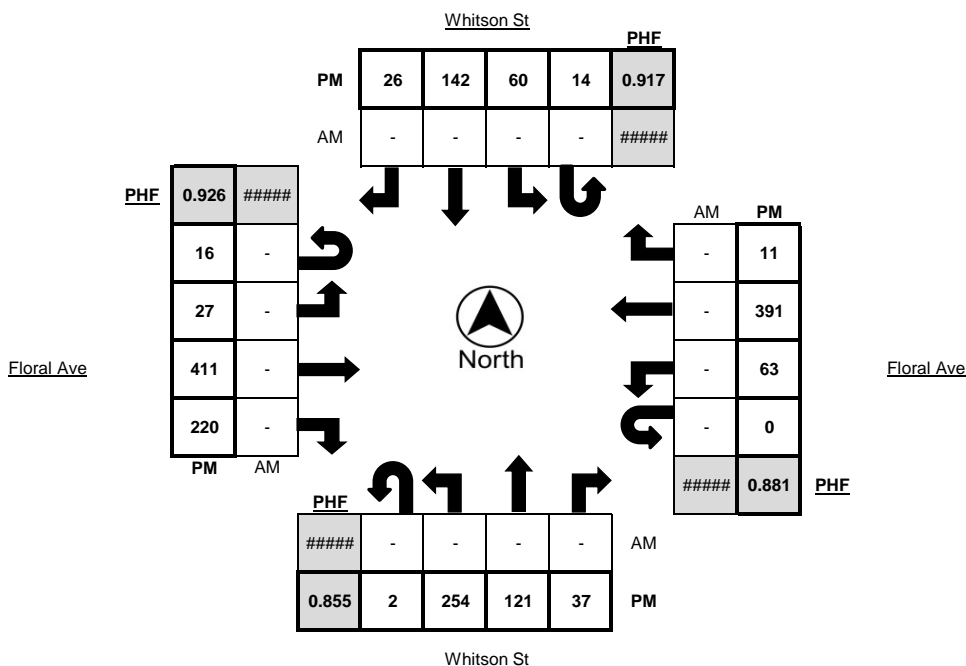 Whitson St
PHF
PM 26 142 60 14 0.917
AM - - - - #####
PHF 0.926 #####
AM PM
16 -
- 11
27 -
- 391
North
Floral Ave
411 -
- 63
Floral Ave
220 -
- 0
PM AM
##### 0.881 PHF
PHF
##### - - - - AM
0.855 2 254 121 37 PM
Whitson St